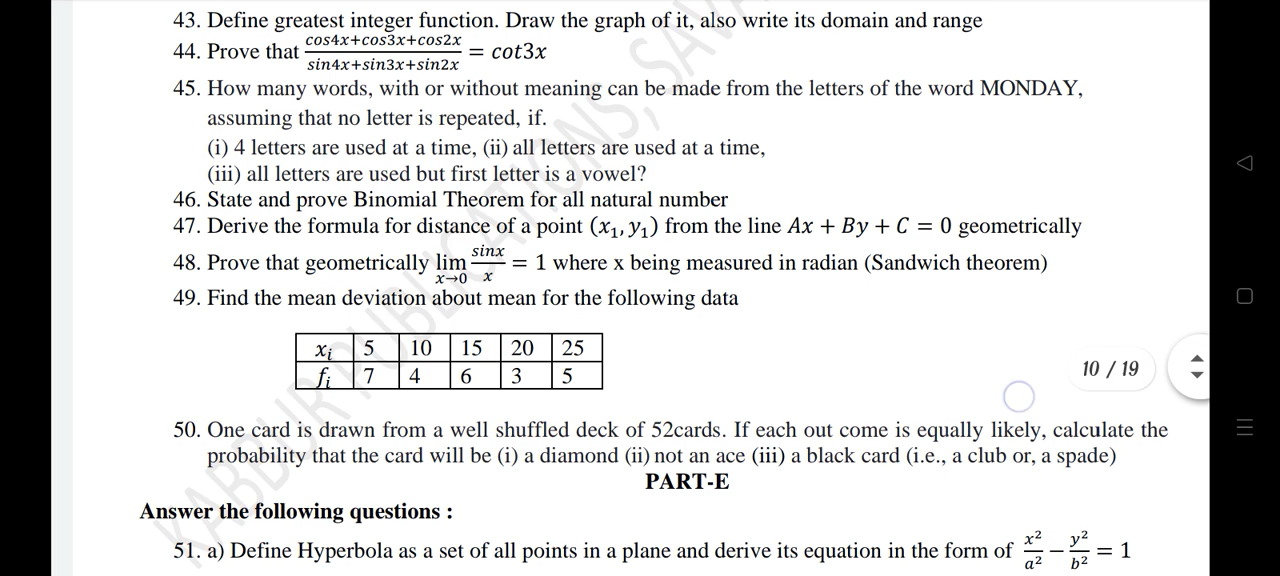 43. Define greatest integer function. Draw the graph of it, also write its domain and range
44. Prove that (cos4x+cos3x+cos2x)/(sin4x+sin3x+sin2x) = cot3x
45. How many words, with or without meaning can be made from the letters of the word MONDAY,
assuming that no letter is repeated, if.
(i) 4 letters are used at a time, (ii) all letters are used at a time,
(iii) all letters are used but first letter is a vowel?
46. State and prove Binomial Theorem for all natural number
47. Derive the formula for distance of a point (x₁, y₁) from the line Ax + By + C = 0 geometrically
48. Prove that geometrically lim x→0 sinx/x = 1 where x being measured in radian (Sandwich theorem)
49. Find the mean deviation about mean for the following data
xᵢ 5 10 15 20 25
fᵢ 7 4 6 3 5
10 / 19
50. One card is drawn from a well shuffled deck of 52cards. If each out come is equally likely, calculate the
probability that the card will be (i) a diamond (ii) not an ace (iii) a black card (i.e., a club or, a spade)
PART-E
Answer the following questions :
51. a) Define Hyperbola as a set of all points in a plane and derive its equation in the form of x²/a² − y²/b² = 1
KABDUR PUBLICATIONS, SAV